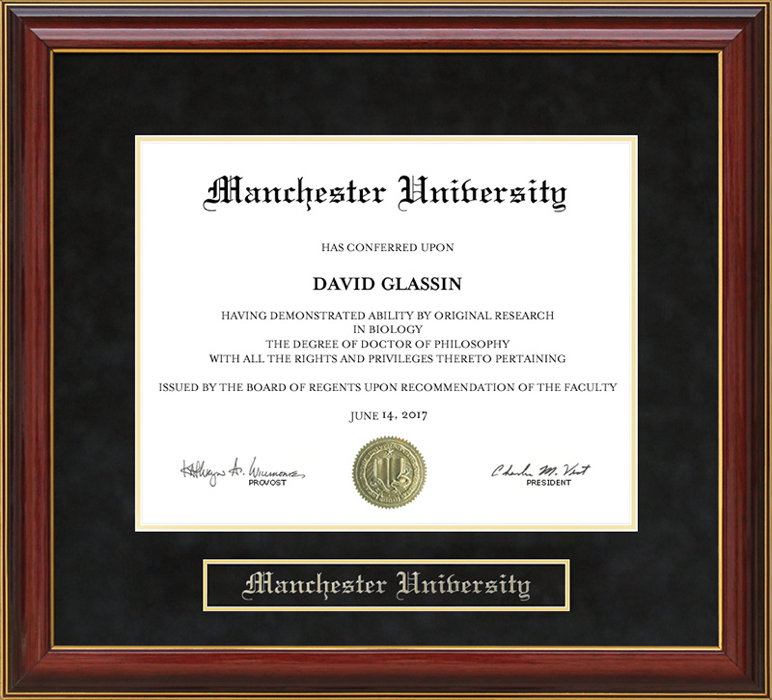 Manchester University
HAS CONFERRED UPON
DAVID GLASSIN
HAVING DEMONSTRATED ABILITY BY ORIGINAL RESEARCH
IN BIOLOGY
THE DEGREE OF DOCTOR OF PHILOSOPHY
WITH ALL THE RIGHTS AND PRIVILEGES THERETO PERTAINING
ISSUED BY THE BOARD OF REGENTS UPON RECOMMENDATION OF THE FACULTY
JUNE 14, 2017
PROVOST
Charles M. Vest
PRESIDENT
Manchester University